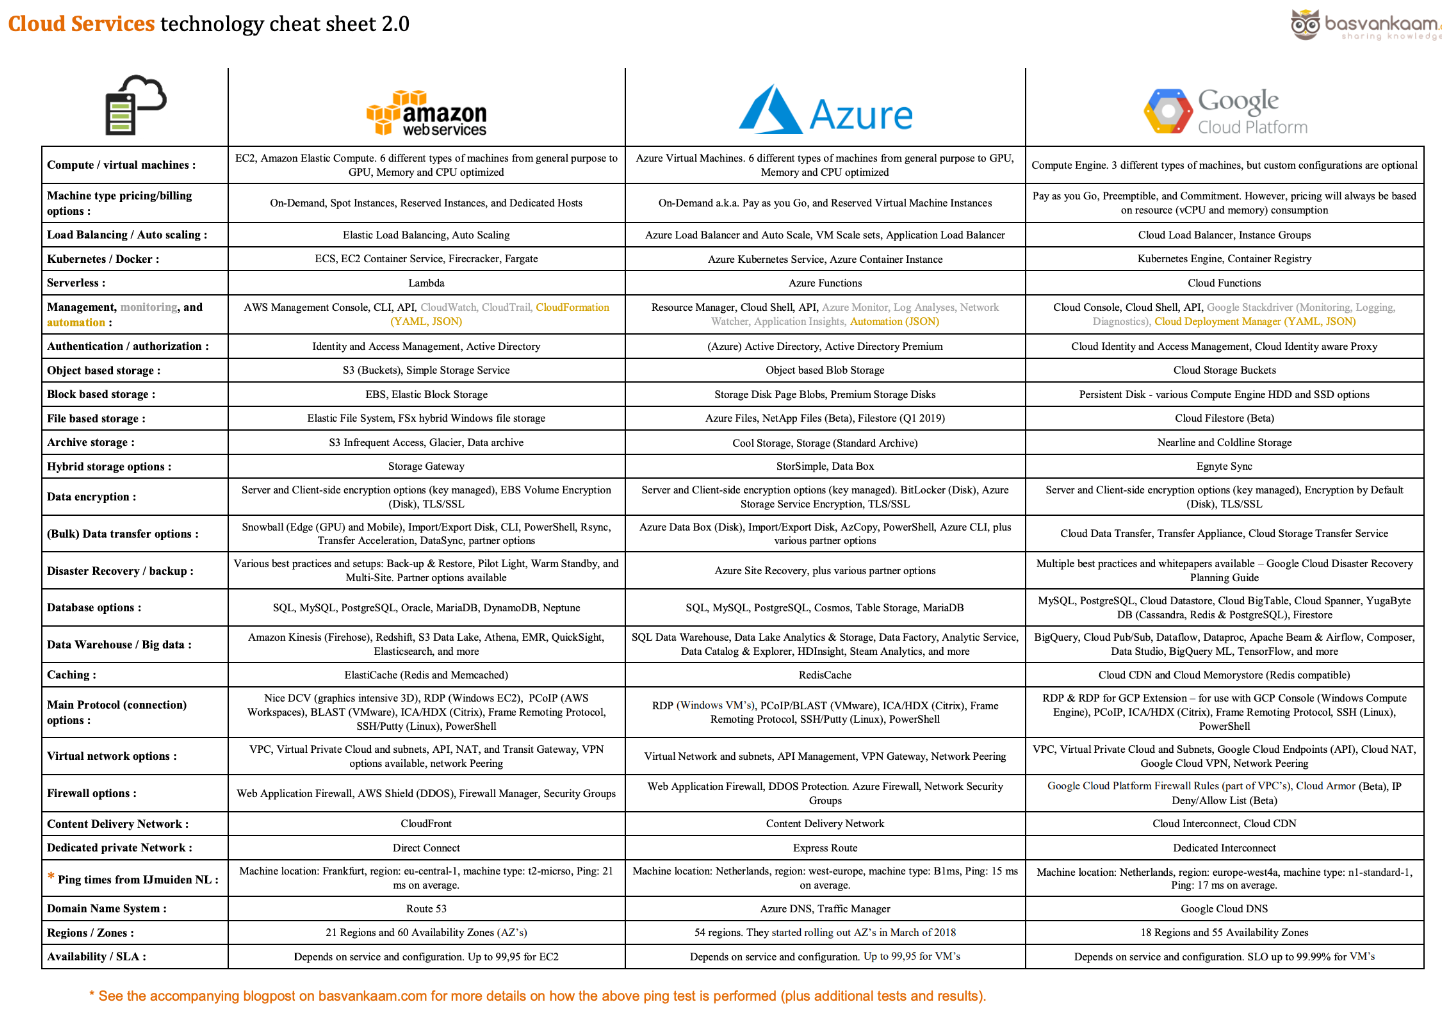 Cloud Services technology cheat sheet 2.0
basvankaam.
sharing knowledge
amazon
web services
Azure
Google
Cloud Platform
Compute / virtual machines :
EC2, Amazon Elastic Compute. 6 different types of machines from general purpose to
GPU, Memory and CPU optimized
Azure Virtual Machines. 6 different types of machines from general purpose to GPU,
Memory and CPU optimized
Compute Engine. 3 different types of machines, but custom configurations are optional
Machine type pricing/billing
options :
On-Demand, Spot Instances, Reserved Instances, and Dedicated Hosts
On-Demand a.k.a. Pay as you Go, and Reserved Virtual Machine Instances
Pay as you Go, Preemptible, and Commitment. However, pricing will always be based
on resource (vCPU and memory) consumption
Load Balancing / Auto scaling :
Elastic Load Balancing, Auto Scaling
Azure Load Balancer and Auto Scale, VM Scale sets, Application Load Balancer
Cloud Load Balancer, Instance Groups
Kubernetes / Docker :
ECS, EC2 Container Service, Firecracker, Fargate
Azure Kubernetes Service, Azure Container Instance
Kubernetes Engine, Container Registry
Serverless :
Lambda
Azure Functions
Cloud Functions
Management, monitoring, and
automation :
AWS Management Console, CLI, API, CloudWatch, CloudTrail, CloudFormation
(YAML, JSON)
Resource Manager, Cloud Shell, API, Azure Monitor, Log Analyses, Network
Watcher, Application Insights, Automation (JSON)
Cloud Console, Cloud Shell, API, Google Stackdriver (Monitoring, Logging,
Diagnostics), Cloud Deployment Manager (YAML, JSON)
Authentication / authorization :
Identity and Access Management, Active Directory
(Azure) Active Directory, Active Directory Premium
Cloud Identity and Access Management, Cloud Identity aware Proxy
Object based storage :
S3 (Buckets), Simple Storage Service
Object based Blob Storage
Cloud Storage Buckets
Block based storage :
EBS, Elastic Block Storage
Storage Disk Page Blobs, Premium Storage Disks
Persistent Disk - various Compute Engine HDD and SSD options
File based storage :
Elastic File System, FSx hybrid Windows file storage
Azure Files, NetApp Files (Beta), Filestore (Q1 2019)
Cloud Filestore (Beta)
Archive storage :
S3 Infrequent Access, Glacier, Data archive
Cool Storage, Storage (Standard Archive)
Nearline and Coldline Storage
Hybrid storage options :
Storage Gateway
StorSimple, Data Box
Egnyte Sync
Data encryption :
Server and Client-side encryption options (key managed), EBS Volume Encryption
(Disk), TLS/SSL
Server and Client-side encryption options (key managed). BitLocker (Disk), Azure
Storage Service Encryption, TLS/SSL
Server and Client-side encryption options (key managed), Encryption by Default
(Disk), TLS/SSL
(Bulk) Data transfer options :
Snowball (Edge (GPU) and Mobile), Import/Export Disk, CLI, PowerShell, Rsync,
Transfer Acceleration, DataSync, partner options
Azure Data Box (Disk), Import/Export Disk, AzCopy, PowerShell, Azure CLI, plus
various partner options
Cloud Data Transfer, Transfer Appliance, Cloud Storage Transfer Service
Disaster Recovery / backup :
Various best practices and setups: Back-up & Restore, Pilot Light, Warm Standby, and
Multi-Site. Partner options available
Azure Site Recovery, plus various partner options
Multiple best practices and whitepapers available – Google Cloud Disaster Recovery
Planning Guide
Database options :
SQL, MySQL, PostgreSQL, Oracle, MariaDB, DynamoDB, Neptune
SQL, MySQL, PostgreSQL, Cosmos, Table Storage, MariaDB
MySQL, PostgreSQL, Cloud Datastore, Cloud BigTable, Cloud Spanner, YugaByte
DB (Cassandra, Redis & PostgreSQL), Firestore
Data Warehouse / Big data :
Amazon Kinesis (Firehose), Redshift, S3 Data Lake, Athena, EMR, QuickSight,
Elasticsearch, and more
SQL Data Warehouse, Data Lake Analytics & Storage, Data Factory, Analytic Service,
Data Catalog & Explorer, HDInsight, Steam Analytics, and more
BigQuery, Cloud Pub/Sub, Dataflow, Dataproc, Apache Beam & Airflow, Composer,
Data Studio, BigQuery ML, TensorFlow, and more
Caching :
ElastiCache (Redis and Memcached)
RedisCache
Cloud CDN and Cloud Memorystore (Redis compatible)
Main Protocol (connection)
options :
Nice DCV (graphics intensive 3D), RDP (Windows EC2), PCoIP (AWS
Workspaces), BLAST (VMware), ICA/HDX (Citrix), Frame Remoting Protocol,
SSH/Putty (Linux), PowerShell
RDP (Windows VM's), PCoIP/BLAST (VMware), ICA/HDX (Citrix), Frame
Remoting Protocol, SSH/Putty (Linux), PowerShell
RDP & RDP for GCP Extension – for use with GCP Console (Windows Compute
Engine), PCoIP, ICA/HDX (Citrix), Frame Remoting Protocol, SSH (Linux),
PowerShell
Virtual network options :
VPC, Virtual Private Cloud and subnets, API, NAT, and Transit Gateway, VPN
options available, network Peering
Virtual Network and subnets, API Management, VPN Gateway, Network Peering
VPC, Virtual Private Cloud and Subnets, Google Cloud Endpoints (API), Cloud NAT,
Google Cloud VPN, Network Peering
Firewall options :
Web Application Firewall, AWS Shield (DDOS), Firewall Manager, Security Groups
Web Application Firewall, DDOS Protection. Azure Firewall, Network Security
Groups
Google Cloud Platform Firewall Rules (part of VPC's), Cloud Armor (Beta), IP
Deny/Allow List (Beta)
Content Delivery Network :
CloudFront
Content Delivery Network
Cloud Interconnect, Cloud CDN
Dedicated private Network :
Direct Connect
Express Route
Dedicated Interconnect
* Ping times from IJmuiden NL :
Machine location: Frankfurt, region: eu-central-1, machine type: t2-micrso, Ping: 21
ms on average.
Machine location: Netherlands, region: west-europe, machine type: B1ms, Ping: 15 ms
on average.
Machine location: Netherlands, region: europe-west4a, machine type: n1-standard-1,
Ping: 17 ms on average.
Domain Name System :
Route 53
Azure DNS, Traffic Manager
Google Cloud DNS
Regions / Zones :
21 Regions and 60 Availability Zones (AZ's)
54 regions. They started rolling out AZ's in March of 2018
18 Regions and 55 Availability Zones
Availability / SLA :
Depends on service and configuration. Up to 99,95 for EC2
Depends on service and configuration. Up to 99,95 for VM's
Depends on service and configuration. SLO up to 99.99% for VM's
* See the accompanying blogpost on basvankaam.com for more details on how the above ping test is performed (plus additional tests and results).